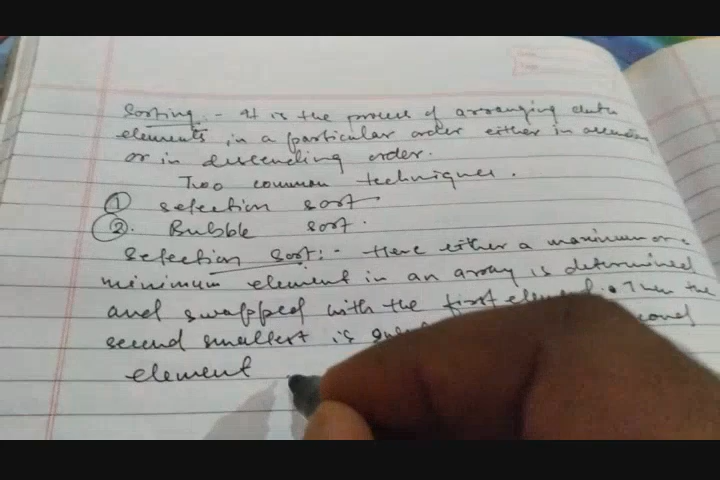 Sorting :- It is the process of arranging data
elements, in a particular order either in
or in descending order.
Two common techniques.
① Selection sort
②. Bubble sort.
Selection sort :- Here either a maximum or
minimum element in an array is determined
and swapped with the first element. Then the
second smallest is
element